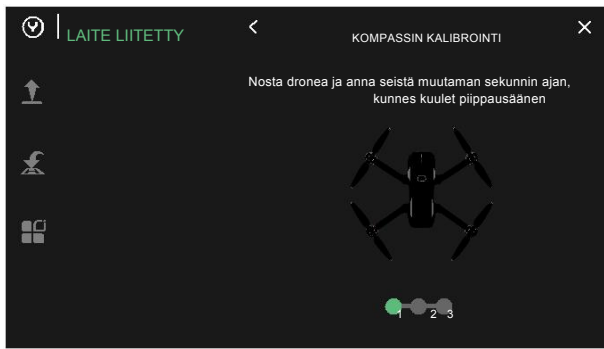 LAITE LIITETTY
KOMPASSIN KALIBROINTI
Nosta dronea ja anna seistä muutaman sekunnin ajan,
kunnes kuulet piippausäänen
1 2 3